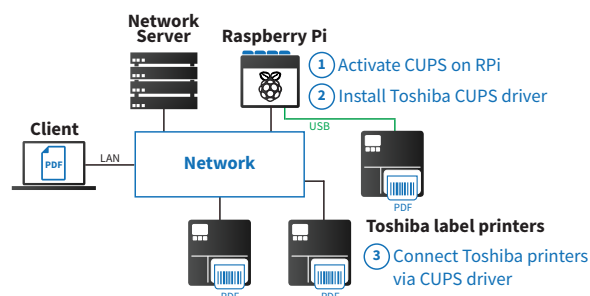 Network
Server
Raspberry Pi
1 Activate CUPS on RPi
2 Install Toshiba CUPS driver
USB
Client
PDF
LAN
Network
PDF
Toshiba label printers
3 Connect Toshiba printers
via CUPS driver
PDF
PDF